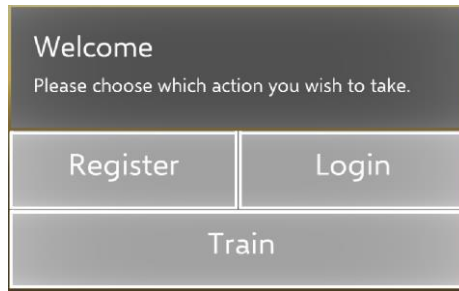 Welcome
Please choose which action you wish to take.
Register
Login
Train